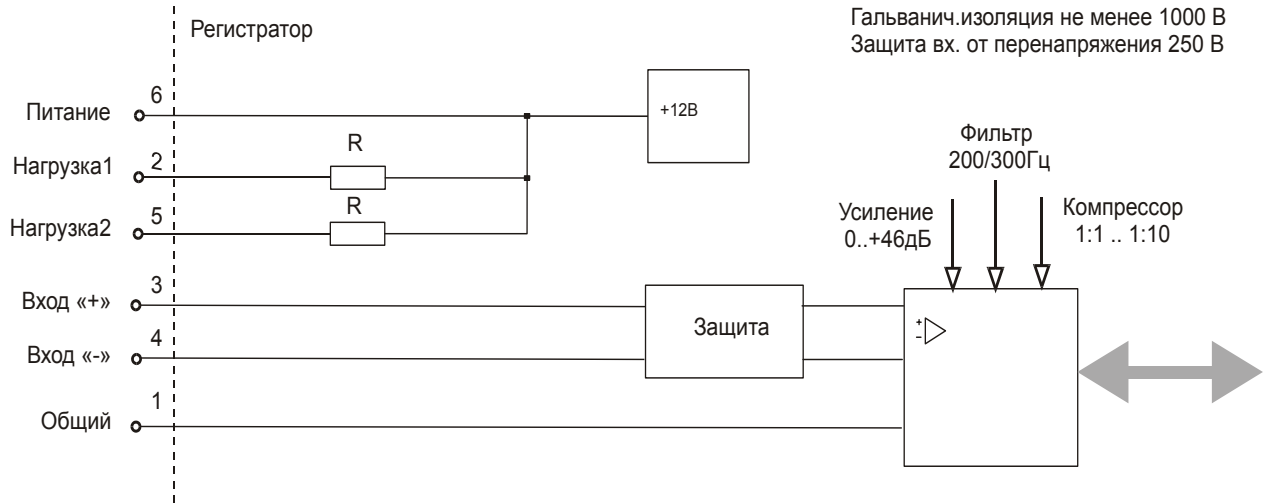 Регистратор
Гальванич.изоляция не менее 1000 В
Защита вх. от перенапряжения 250 В
Питание
6
+12В
Нагрузка1
2
R
Нагрузка2
5
R
Фильтр
200/300Гц
Усиление
0..+46дБ
Компрессор
1:1 .. 1:10
Вход «+»
3
Защита
+
-
Вход «-»
4
Общий
1